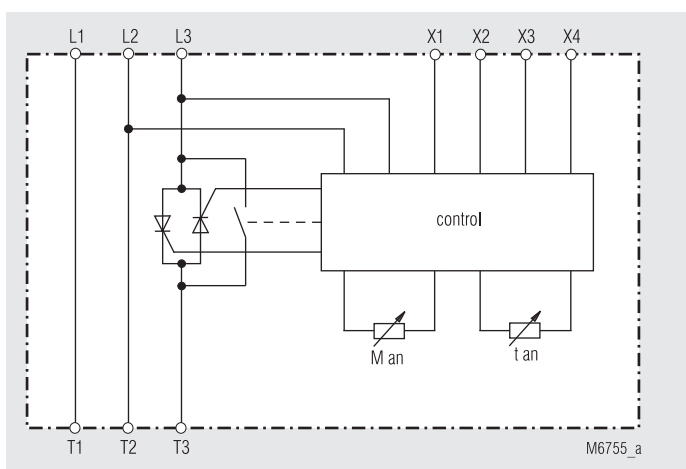 L1 L2 L3 X1 X2 X3 X4
control
M an t an
T1 T2 T3
M6755_a